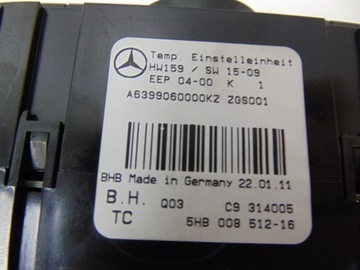 Temp. Einstelleinheit
HW159 / SW 15-09
EEP 04-00 K 1
A6399060000KZ ZGS001
BHB Made in Germany 22.01.11
B.H. Q03 C9 314005
TC 5HB 008 512-16